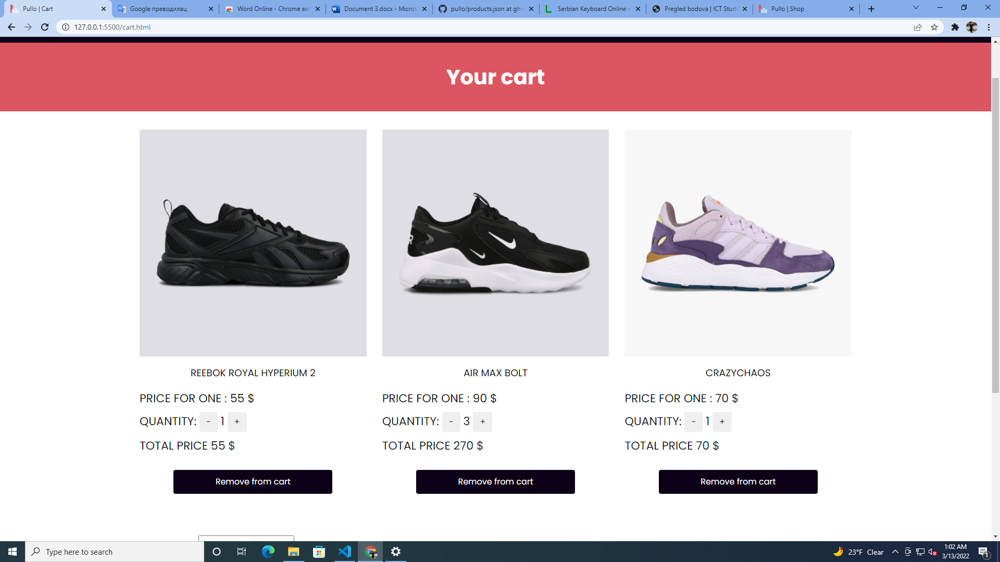 Pullo | Cart
Google преводилац
Word Online - Chrome ве
Document 3.docx - Micros
pullo/products.json at gh-p
Serbian Keyboard Online
Pregled bodova | ICT Stud
Pullo | Shop
127.0.0.1:5500/cart.html
Your cart
REEBOK ROYAL HYPERIUM 2
AIR MAX BOLT
CRAZYCHAOS
PRICE FOR ONE : 55 $
PRICE FOR ONE : 90 $
PRICE FOR ONE : 70 $
QUANTITY: - 1 +
QUANTITY: - 3 +
QUANTITY: - 1 +
TOTAL PRICE 55 $
TOTAL PRICE 270 $
TOTAL PRICE 70 $
Remove from cart
Remove from cart
Remove from cart
Type here to search
23°F Clear
1:02 AM
3/13/2022
1